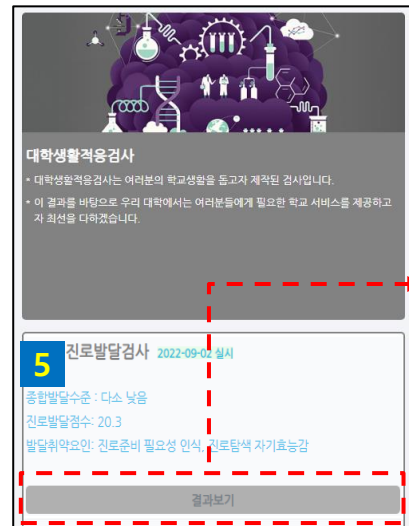 대학생활적응검사
* 대학생활적응검사는 여러분의 학교생활을 돕고자 제작된 검사입니다.
* 이 결과를 바탕으로 우리 대학에서는 여러분들에게 필요한 학교 서비스를 제공하고
자 최선을 다하겠습니다.
5
진로발달검사 2022-09-02 실시
종합발달수준 : 다소 낮음
진로발달점수: 20.3
발달취약요인: 진로준비 필요성 인식, 진로탐색 자기효능감
결과보기